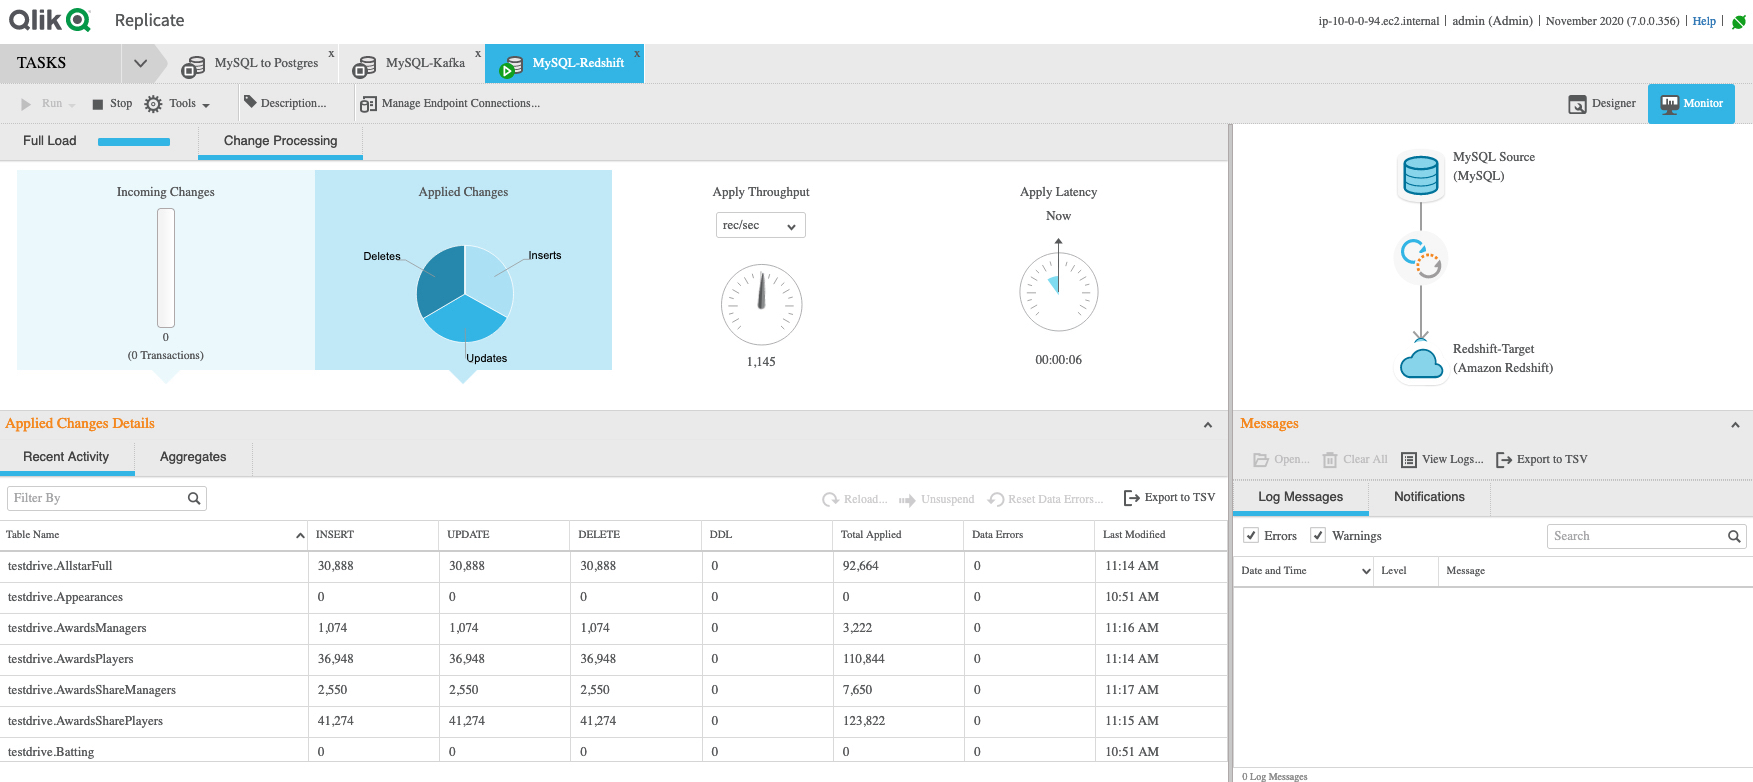 Qlik Replicate
ip-10-0-0-94.ec2.internal | admin (Admin) | November 2020 (7.0.0.356) | Help |
TASKS
MySQL to Postgres x
MySQL-Kafka x
MySQL-Redshift x
Run Stop Tools Description... Manage Endpoint Connections... Designer Monitor
Full Load Change Processing
Incoming Changes
0
(0 Transactions)
Applied Changes
Deletes
Inserts
Updates
Apply Throughput
rec/sec
1,145
Apply Latency
Now
00:00:06
MySQL Source
(MySQL)
Redshift-Target
(Amazon Redshift)
Applied Changes Details
Recent Activity Aggregates
Filter By Reload... Unsuspend Reset Data Errors... Export to TSV
Table Name INSERT UPDATE DELETE DDL Total Applied Data Errors Last Modified
testdrive.AllstarFull 30,888 30,888 30,888 0 92,664 0 11:14 AM
testdrive.Appearances 0 0 0 0 0 0 10:51 AM
testdrive.AwardsManagers 1,074 1,074 1,074 0 3,222 0 11:16 AM
testdrive.AwardsPlayers 36,948 36,948 36,948 0 110,844 0 11:14 AM
testdrive.AwardsShareManagers 2,550 2,550 2,550 0 7,650 0 11:17 AM
testdrive.AwardsSharePlayers 41,274 41,274 41,274 0 123,822 0 11:15 AM
testdrive.Batting 0 0 0 0 0 0 10:51 AM
Messages
Open... Clear All View Logs... Export to TSV
Log Messages Notifications
Errors Warnings Search
Date and Time Level Message
0 Log Messages